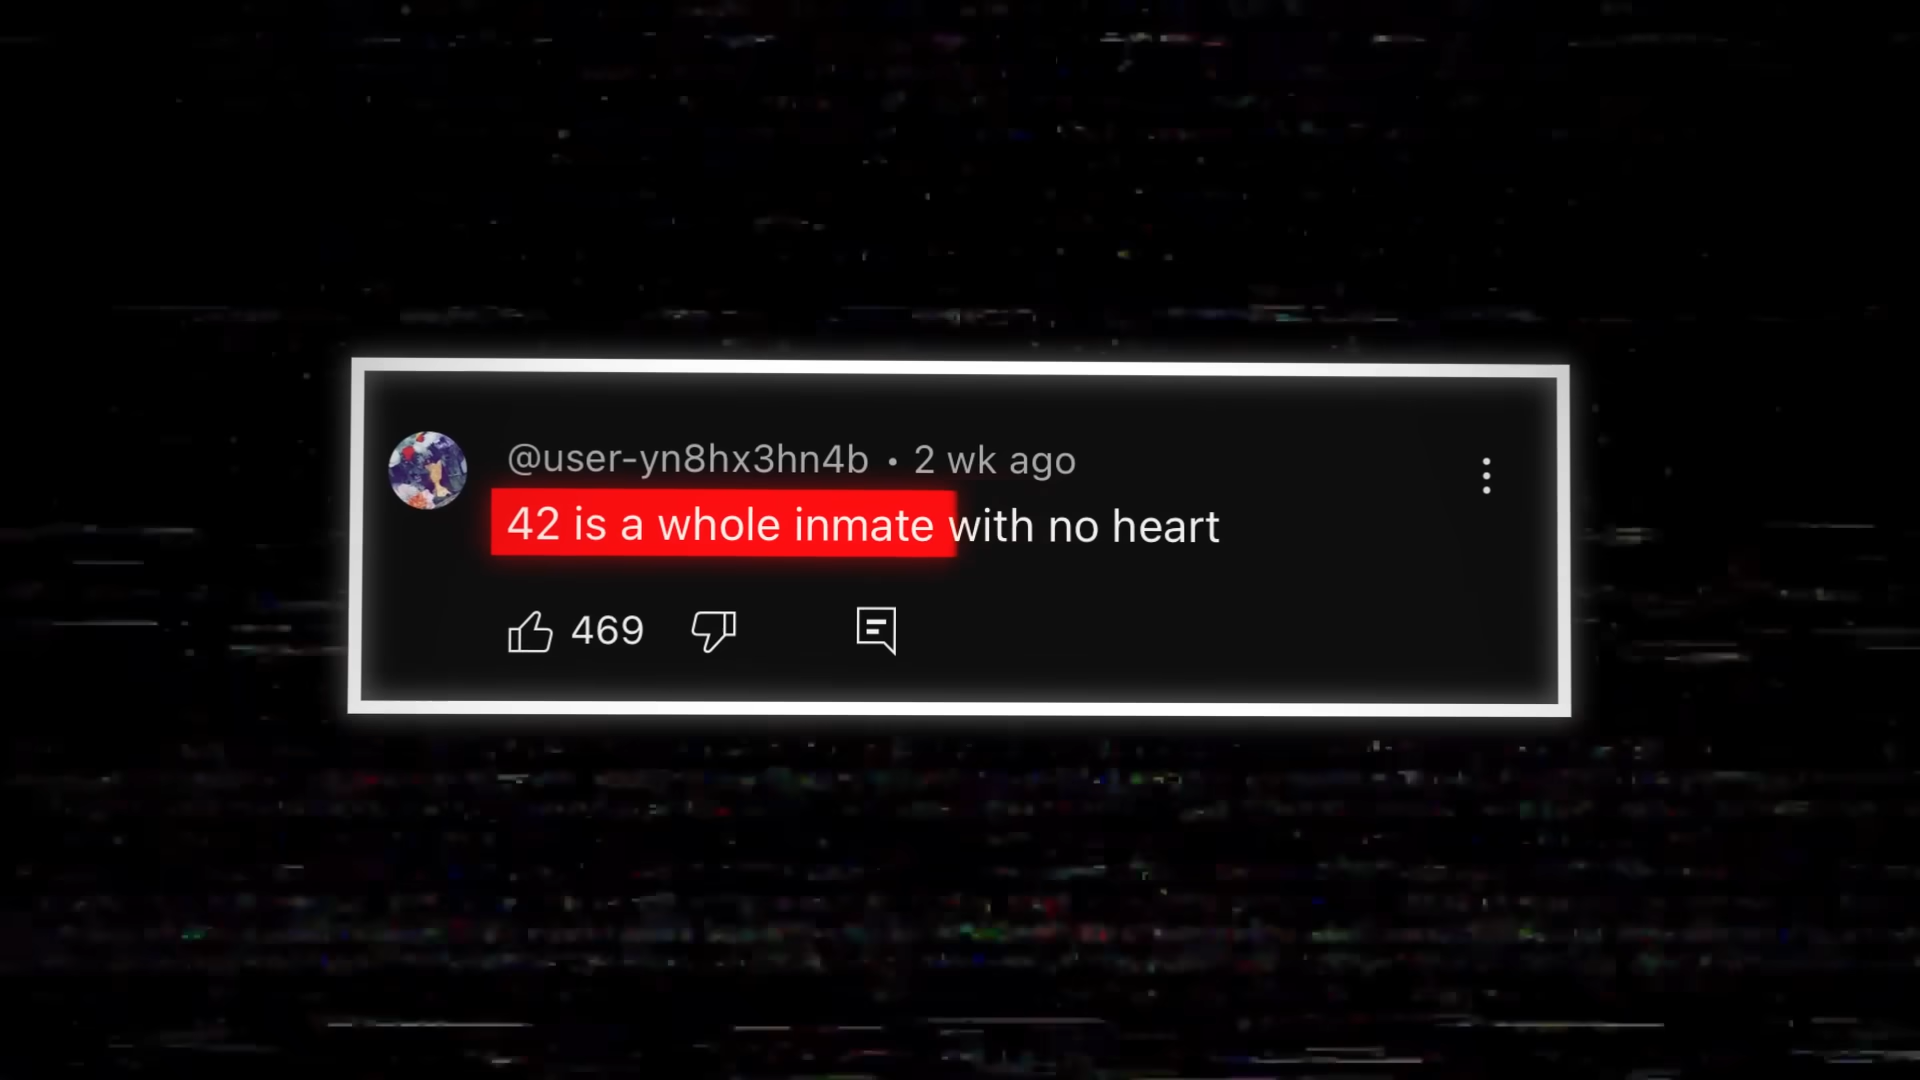 @user-yn8hx3hn4b • 2 wk ago
42 is a whole inmate with no heart
469